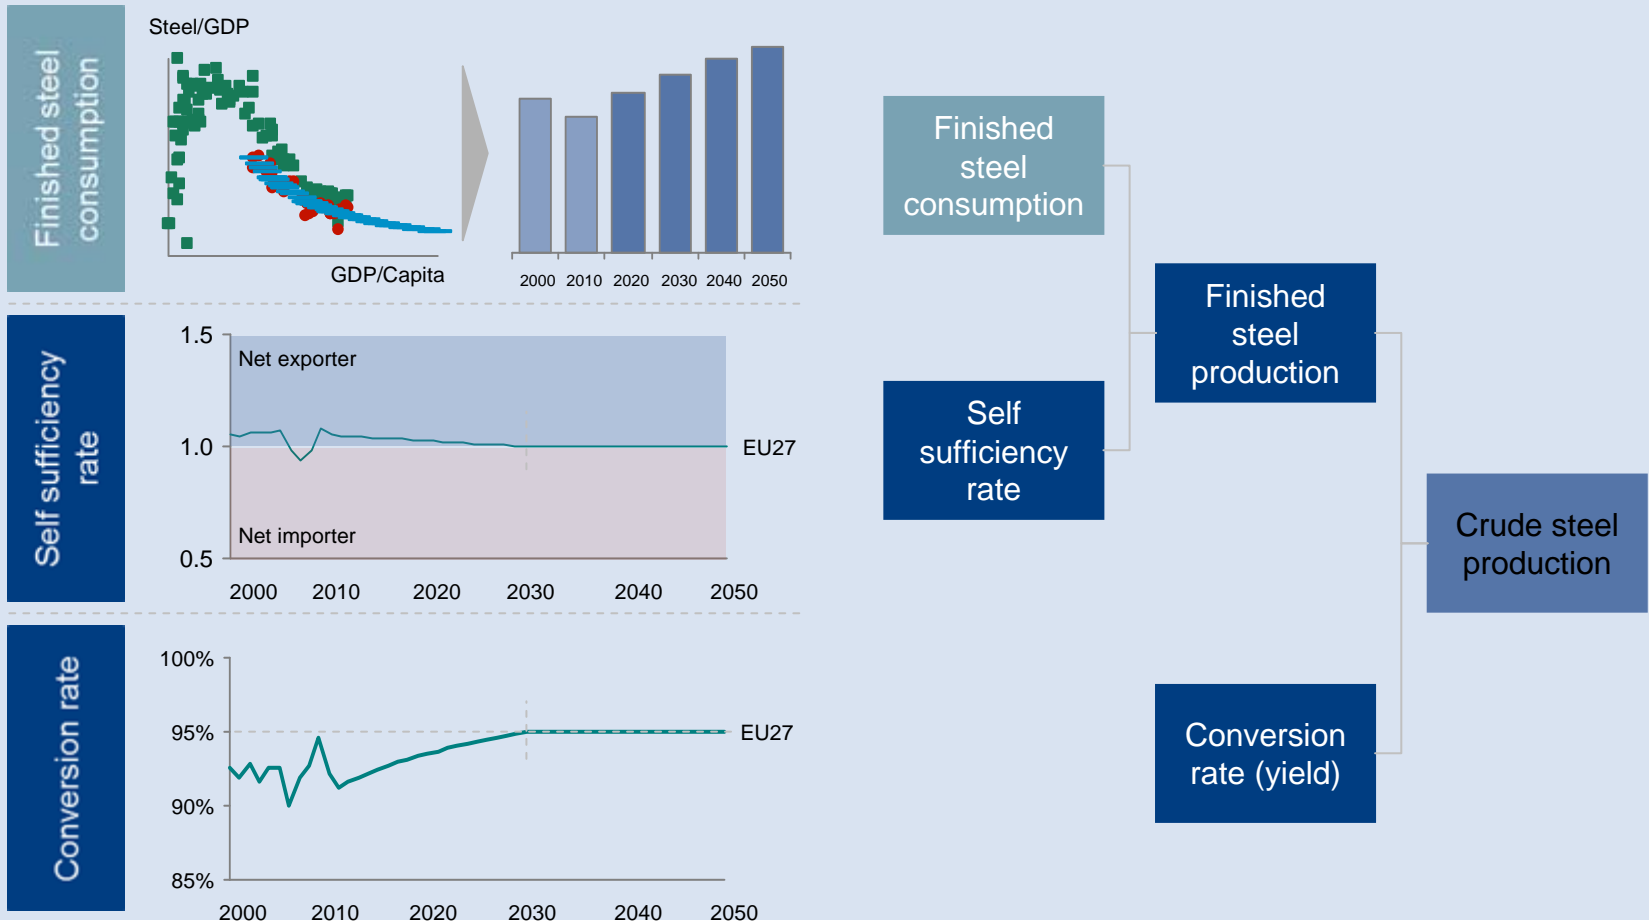 Finished steel
consumption
Steel/GDP
GDP/Capita
2000 2010 2020 2030 2040 2050
Self sufficiency
rate
1.5
Net exporter
1.0
EU27
Net importer
0.5
2000 2010 2020 2030 2040 2050
Conversion rate
100%
95%
EU27
90%
85%
2000 2010 2020 2030 2040 2050
Finished
steel
consumption
Self
sufficiency
rate
Finished
steel
production
Conversion
rate (yield)
Crude steel
production